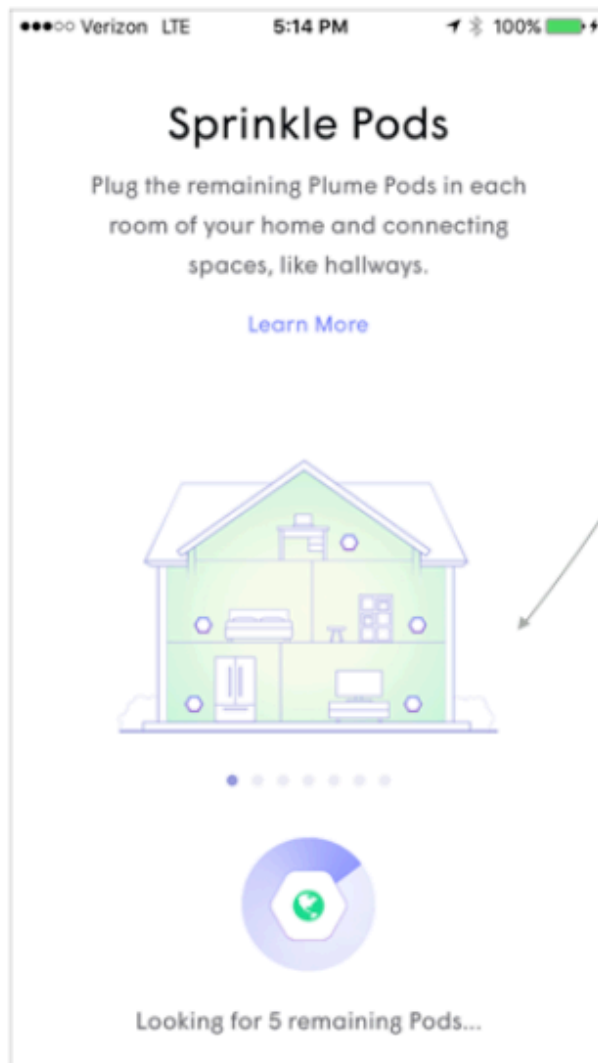 Verizon LTE 5:14 PM 100%
Sprinkle Pods
Plug the remaining Plume Pods in each
room of your home and connecting
spaces, like hallways.
Learn More
Looking for 5 remaining Pods...